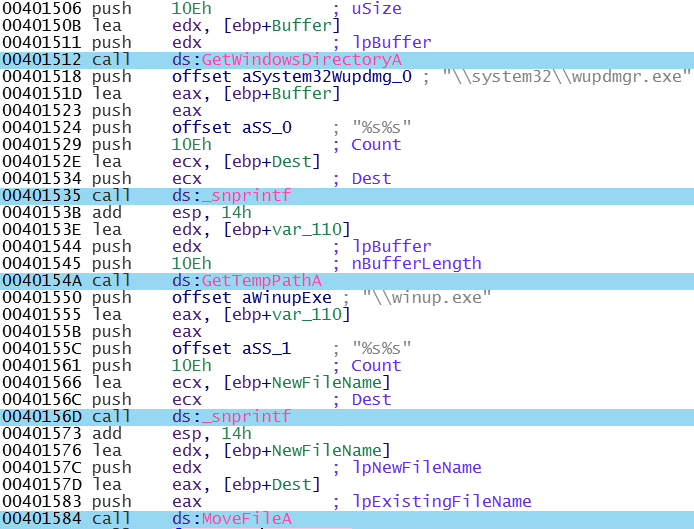 00401506 push 10Eh ; uSize
0040150B lea edx, [ebp+Buffer]
00401511 push edx ; lpBuffer
00401512 call ds:GetWindowsDirectoryA
00401518 push offset aSystem32Wupdmg_0 ; "\\system32\\wupdmgr.exe"
0040151D lea eax, [ebp+Buffer]
00401523 push eax
00401524 push offset aSS_0 ; "%s%s"
00401529 push 10Eh ; Count
0040152E lea ecx, [ebp+Dest]
00401534 push ecx ; Dest
00401535 call ds:_snprintf
0040153B add esp, 14h
0040153E lea edx, [ebp+var_110]
00401544 push edx ; lpBuffer
00401545 push 10Eh ; nBufferLength
0040154A call ds:GetTempPathA
00401550 push offset aWinupExe ; "\\winup.exe"
00401555 lea eax, [ebp+var_110]
0040155B push eax
0040155C push offset aSS_1 ; "%s%s"
00401561 push 10Eh ; Count
00401566 lea ecx, [ebp+NewFileName]
0040156C push ecx ; Dest
0040156D call ds:_snprintf
00401573 add esp, 14h
00401576 lea edx, [ebp+NewFileName]
0040157C push edx ; lpNewFileName
0040157D lea eax, [ebp+Dest]
00401583 push eax ; lpExistingFileName
00401584 call ds:MoveFileA